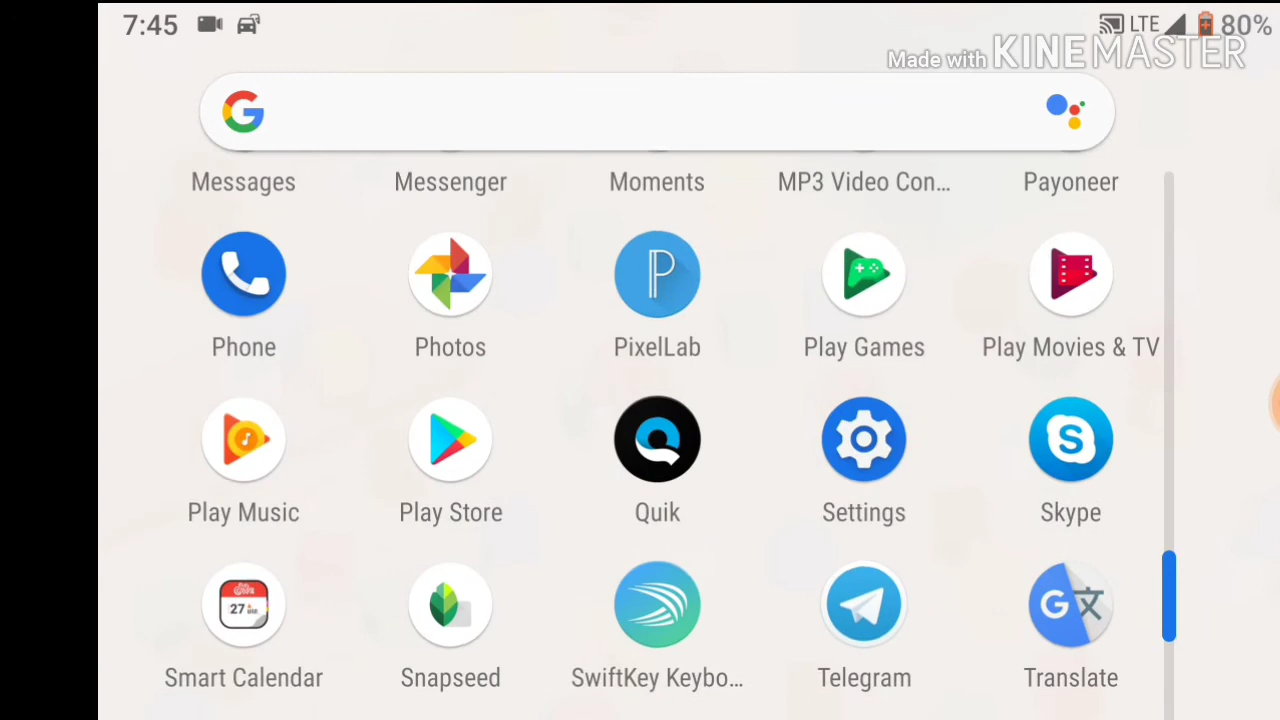 7:45 LTE 80%
Made with KINEMASTER
Messages Messenger Moments MP3 Video Con... Payoneer
Phone Photos PixelLab Play Games Play Movies & TV
Play Music Play Store Quik Settings Skype
27
Smart Calendar Snapseed SwiftKey Keybo... Telegram Translate